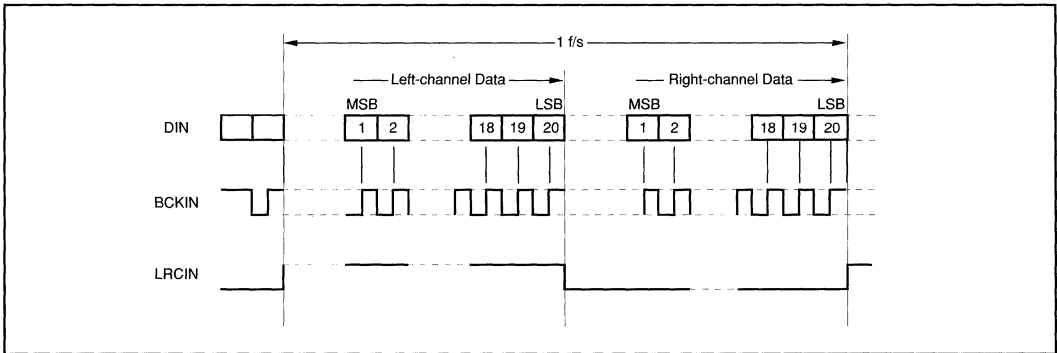 1 f/s
Left-channel Data Right-channel Data
MSB LSB MSB LSB
DIN 1 2 18 19 20 1 2 18 19 20
BCKIN
LRCIN